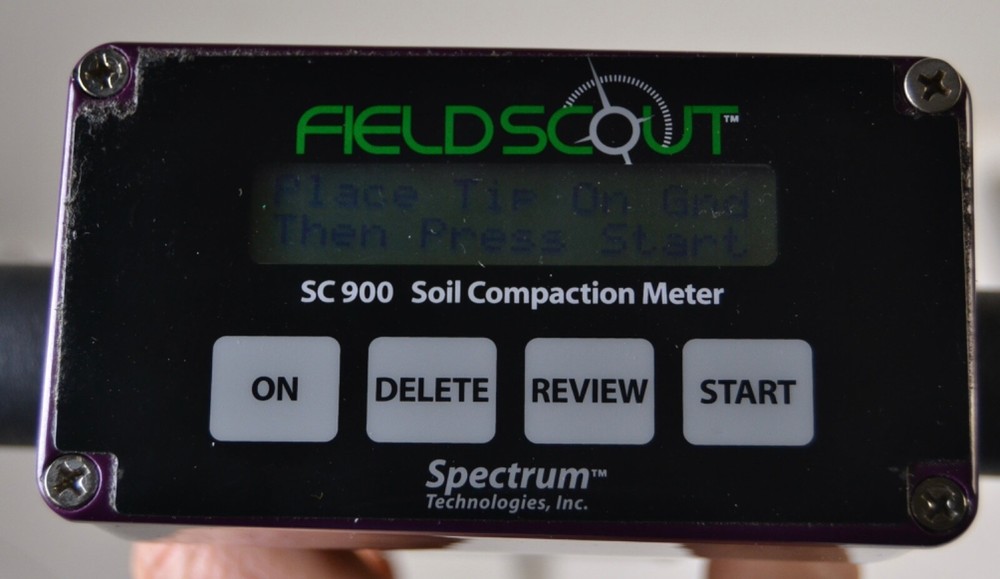 FIELDSCOUT™
Place Tip On Gnd
Then Press Start
SC 900 Soil Compaction Meter
ON DELETE REVIEW START
Spectrum™
Technologies, Inc.